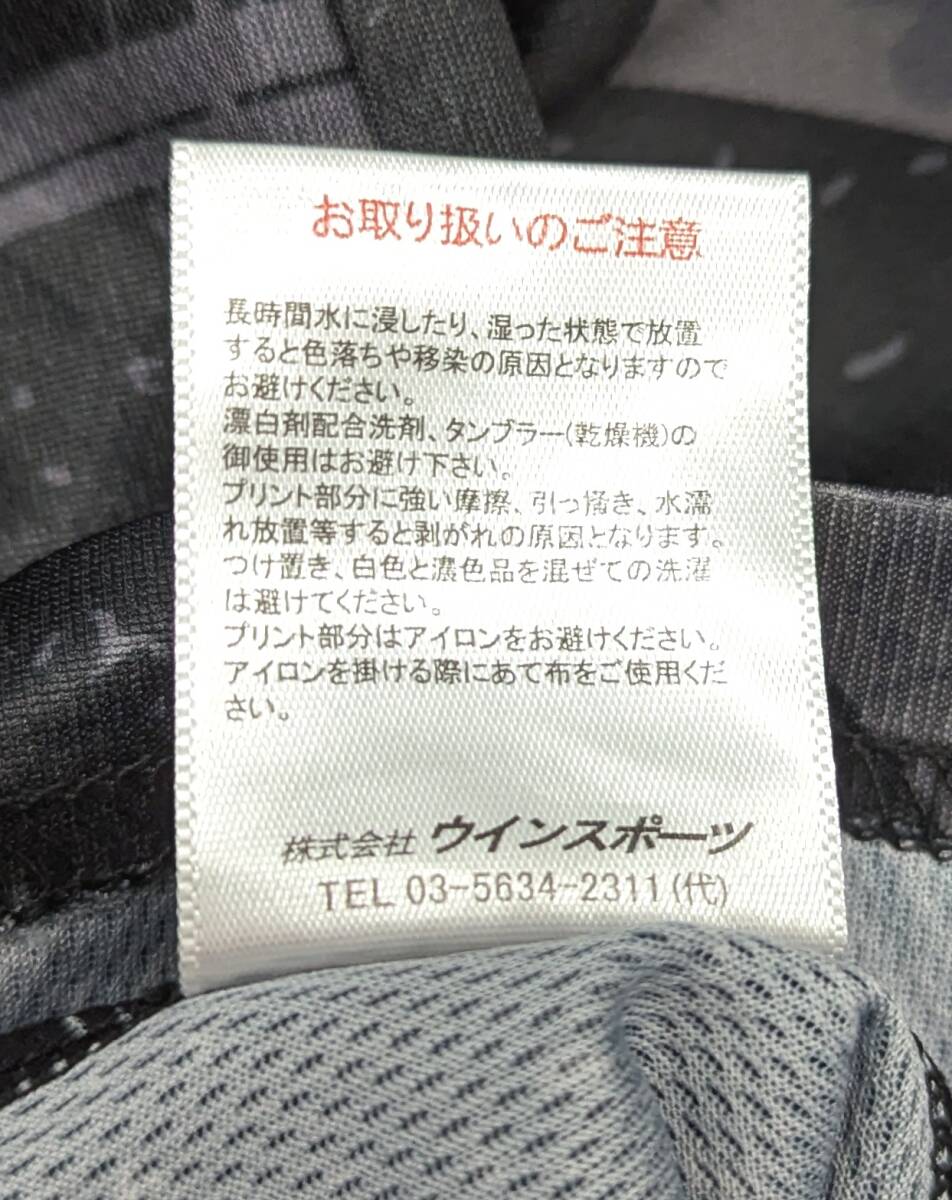 お取り扱いのご注意
長時間水に浸したり、湿った状態で放置
すると色落ちや移染の原因となりますので
お避けください。
漂白剤配合洗剤、タンブラー(乾燥機)の
御使用はお避け下さい。
プリント部分に強い摩擦、引っ掻き、水濡
れ放置等すると剥がれの原因となります。
つけ置き、白色と濃色品を混ぜての洗濯
は避けてください。
プリント部分はアイロンをお避けください。
アイロンを掛ける際にあて布をご使用くだ
さい。
株式会社 ウインスポーツ
TEL 03-5634-2311(代)